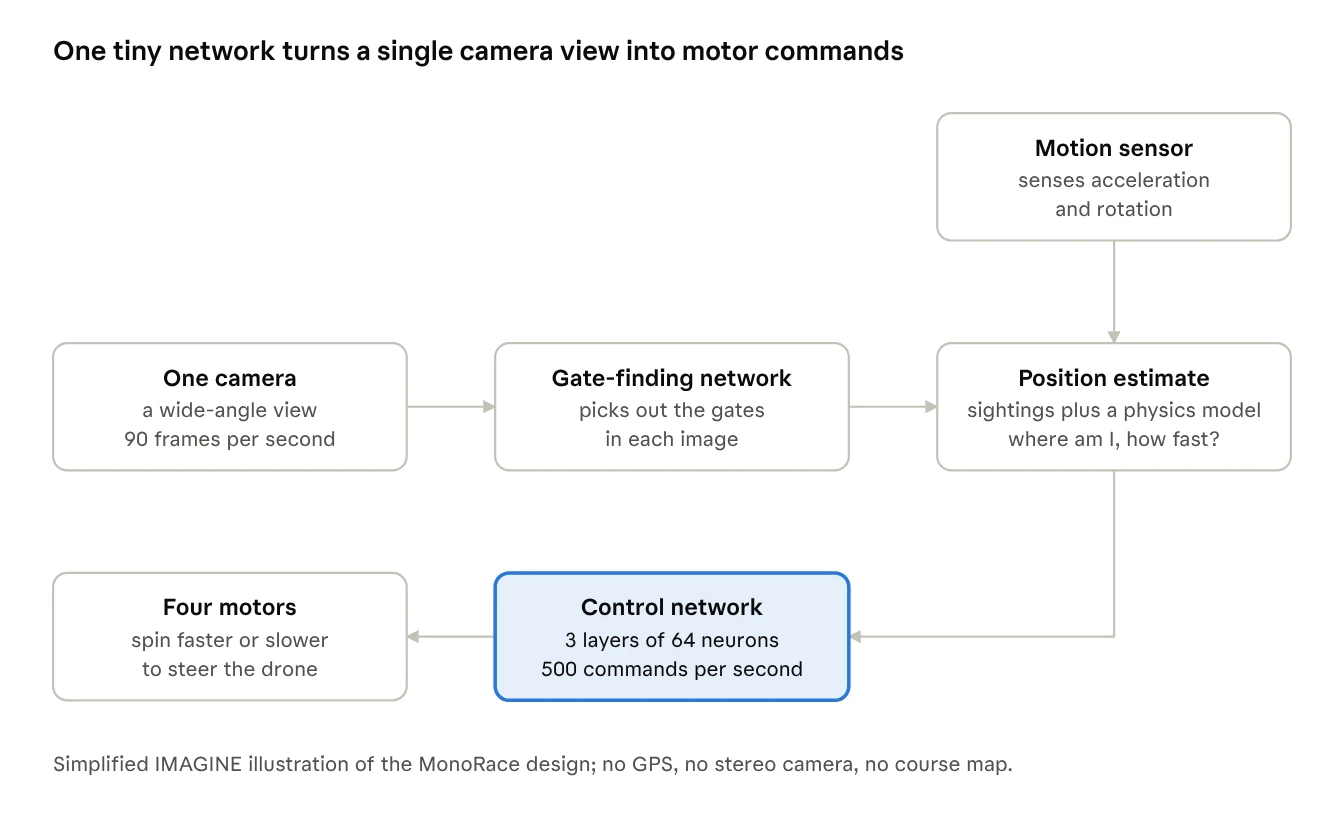 One tiny network turns a single camera view into motor commands
Motion sensor
senses acceleration
and rotation
One camera
a wide-angle view
90 frames per second
Gate-finding network
picks out the gates
in each image
Position estimate
sightings plus a physics model
where am I, how fast?
Four motors
spin faster or slower
to steer the drone
Control network
3 layers of 64 neurons
500 commands per second
Simplified IMAGINE illustration of the MonoRace design; no GPS, no stereo camera, no course map.